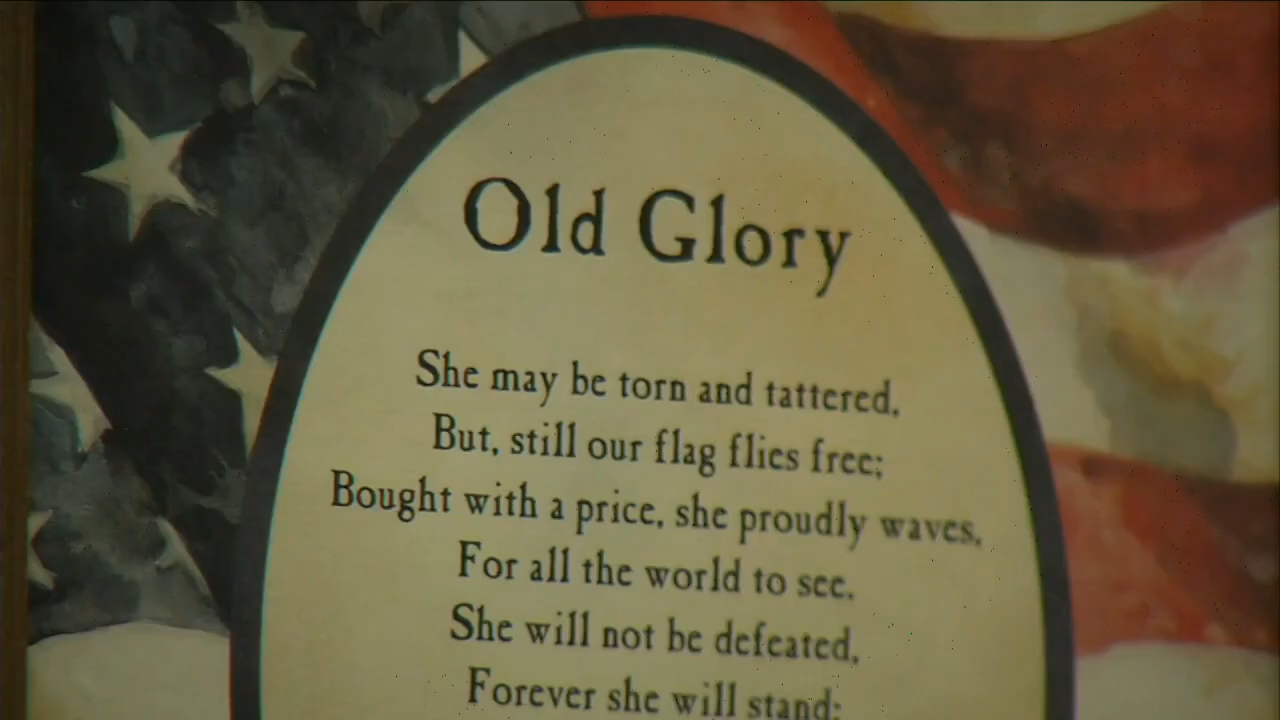 Old Glory
She may be torn and tattered,
But, still our flag flies free;
Bought with a price, she proudly waves,
For all the world to see.
She will not be defeated,
Forever she will stand;